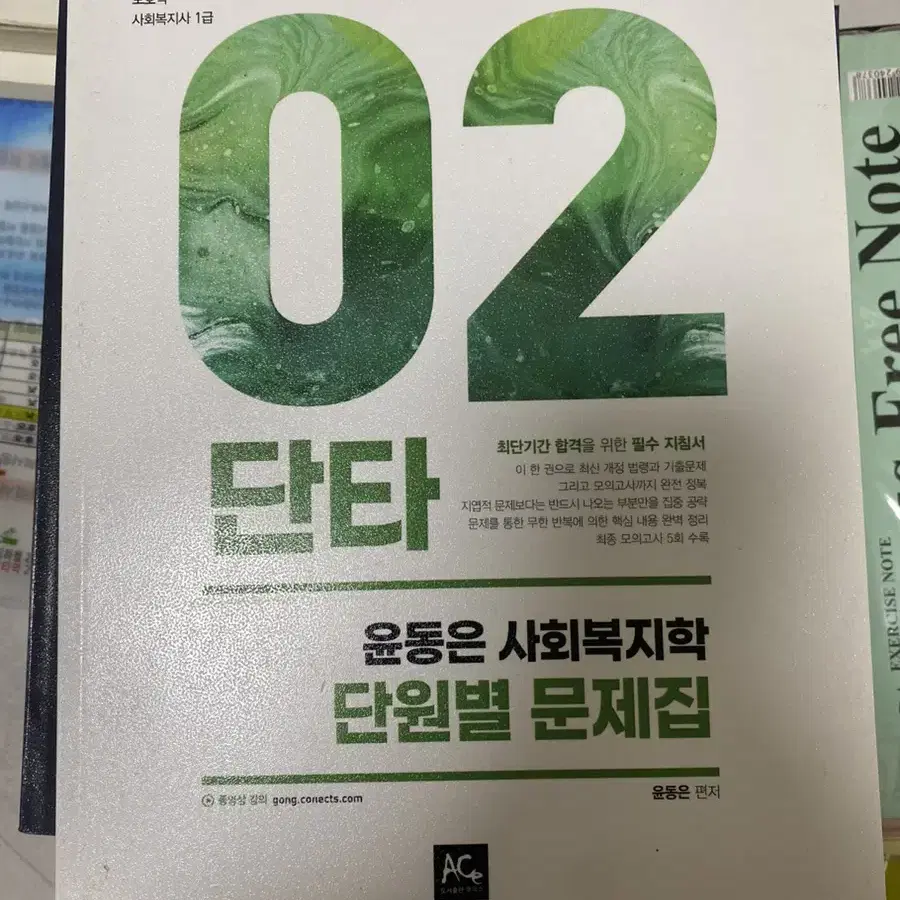 사회복지사 1급
02
단타
최단기간 합격을 위한 필수 지침서
이 한 권으로 최신 개정 법령과 기출문제
그리고 모의고사까지 완전 정복
지엽적 문제보다는 반드시 나오는 부분만을 집중 공략
문제를 통한 무한 반복에 의한 핵심 내용 완벽 정리
최종 모의고사 5회 수록
윤동은 사회복지학
단원별 문제집
동영상 강의 gong.conects.com
윤동은 편저
ACe
Free Note
EXERCISE NOTE